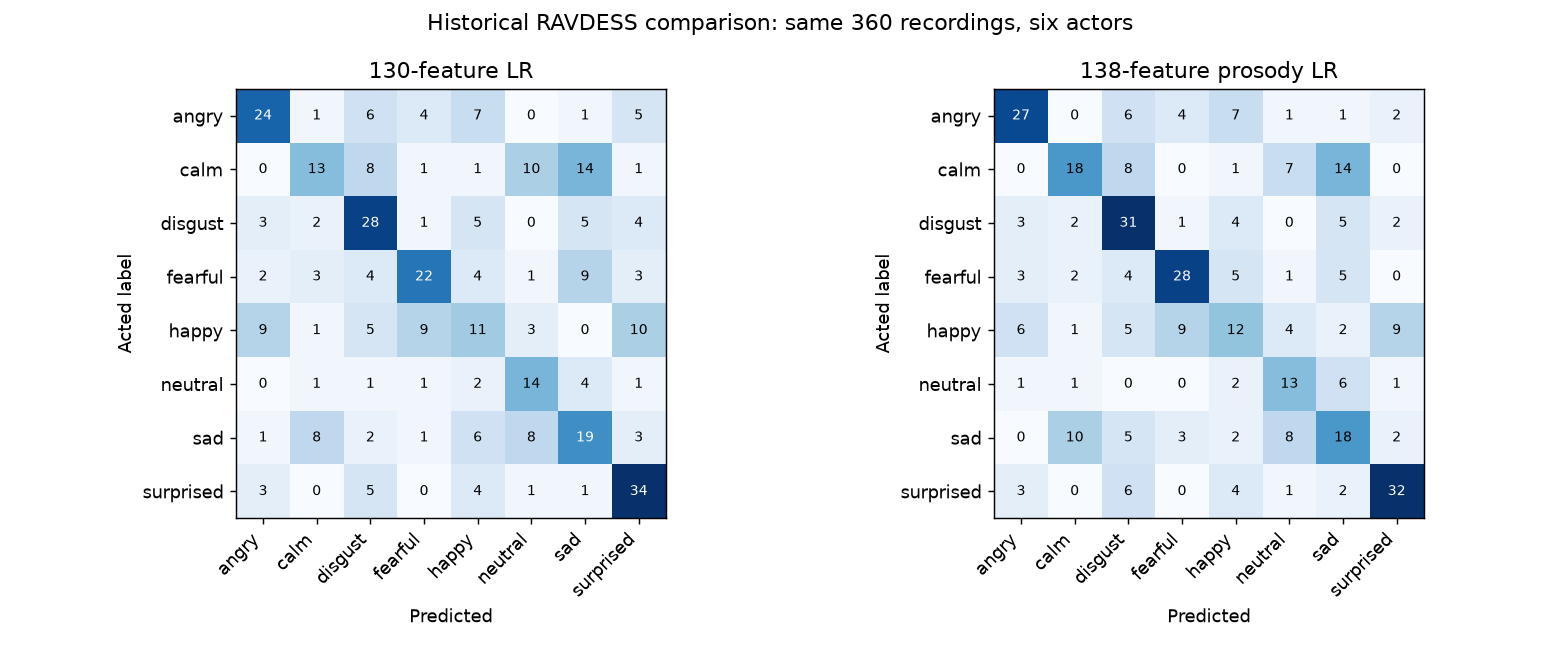 Historical RAVDESS comparison: same 360 recordings, six actors
130-feature LR
Acted label
angry 24 1 6 4 7 0 1 5
calm 0 13 8 1 1 10 14 1
disgust 3 2 28 1 5 0 5 4
fearful 2 3 4 22 4 1 9 3
happy 9 1 5 9 11 3 0 10
neutral 0 1 1 1 2 14 4 1
sad 1 8 2 1 6 8 19 3
surprised 3 0 5 0 4 1 1 34
angry calm disgust fearful happy neutral sad surprised
Predicted
138-feature prosody LR
Acted label
angry 27 0 6 4 7 1 1 2
calm 0 18 8 0 1 7 14 0
disgust 3 2 31 1 4 0 5 2
fearful 3 2 4 28 5 1 5 0
happy 6 1 5 9 12 4 2 9
neutral 1 1 0 0 2 13 6 1
sad 0 10 5 3 2 8 18 2
surprised 3 0 6 0 4 1 2 32
angry calm disgust fearful happy neutral sad surprised
Predicted